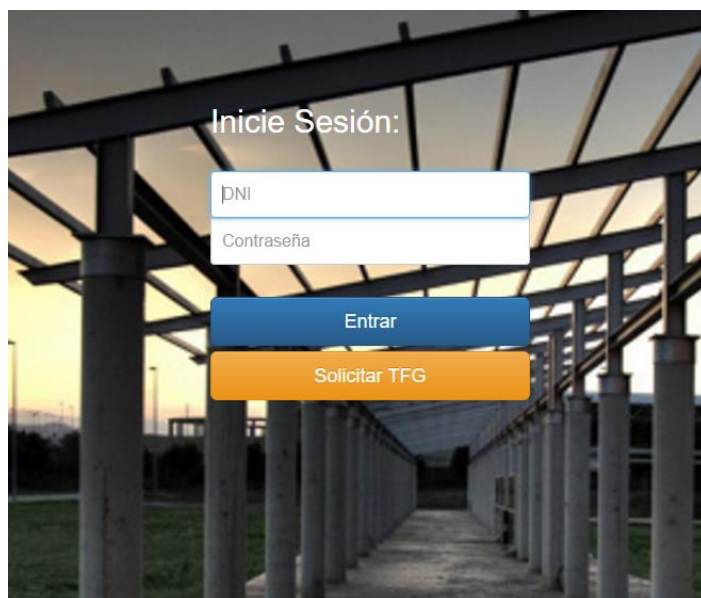 Inicie Sesión:
DNI
Contraseña
Entrar
Solicitar TFG